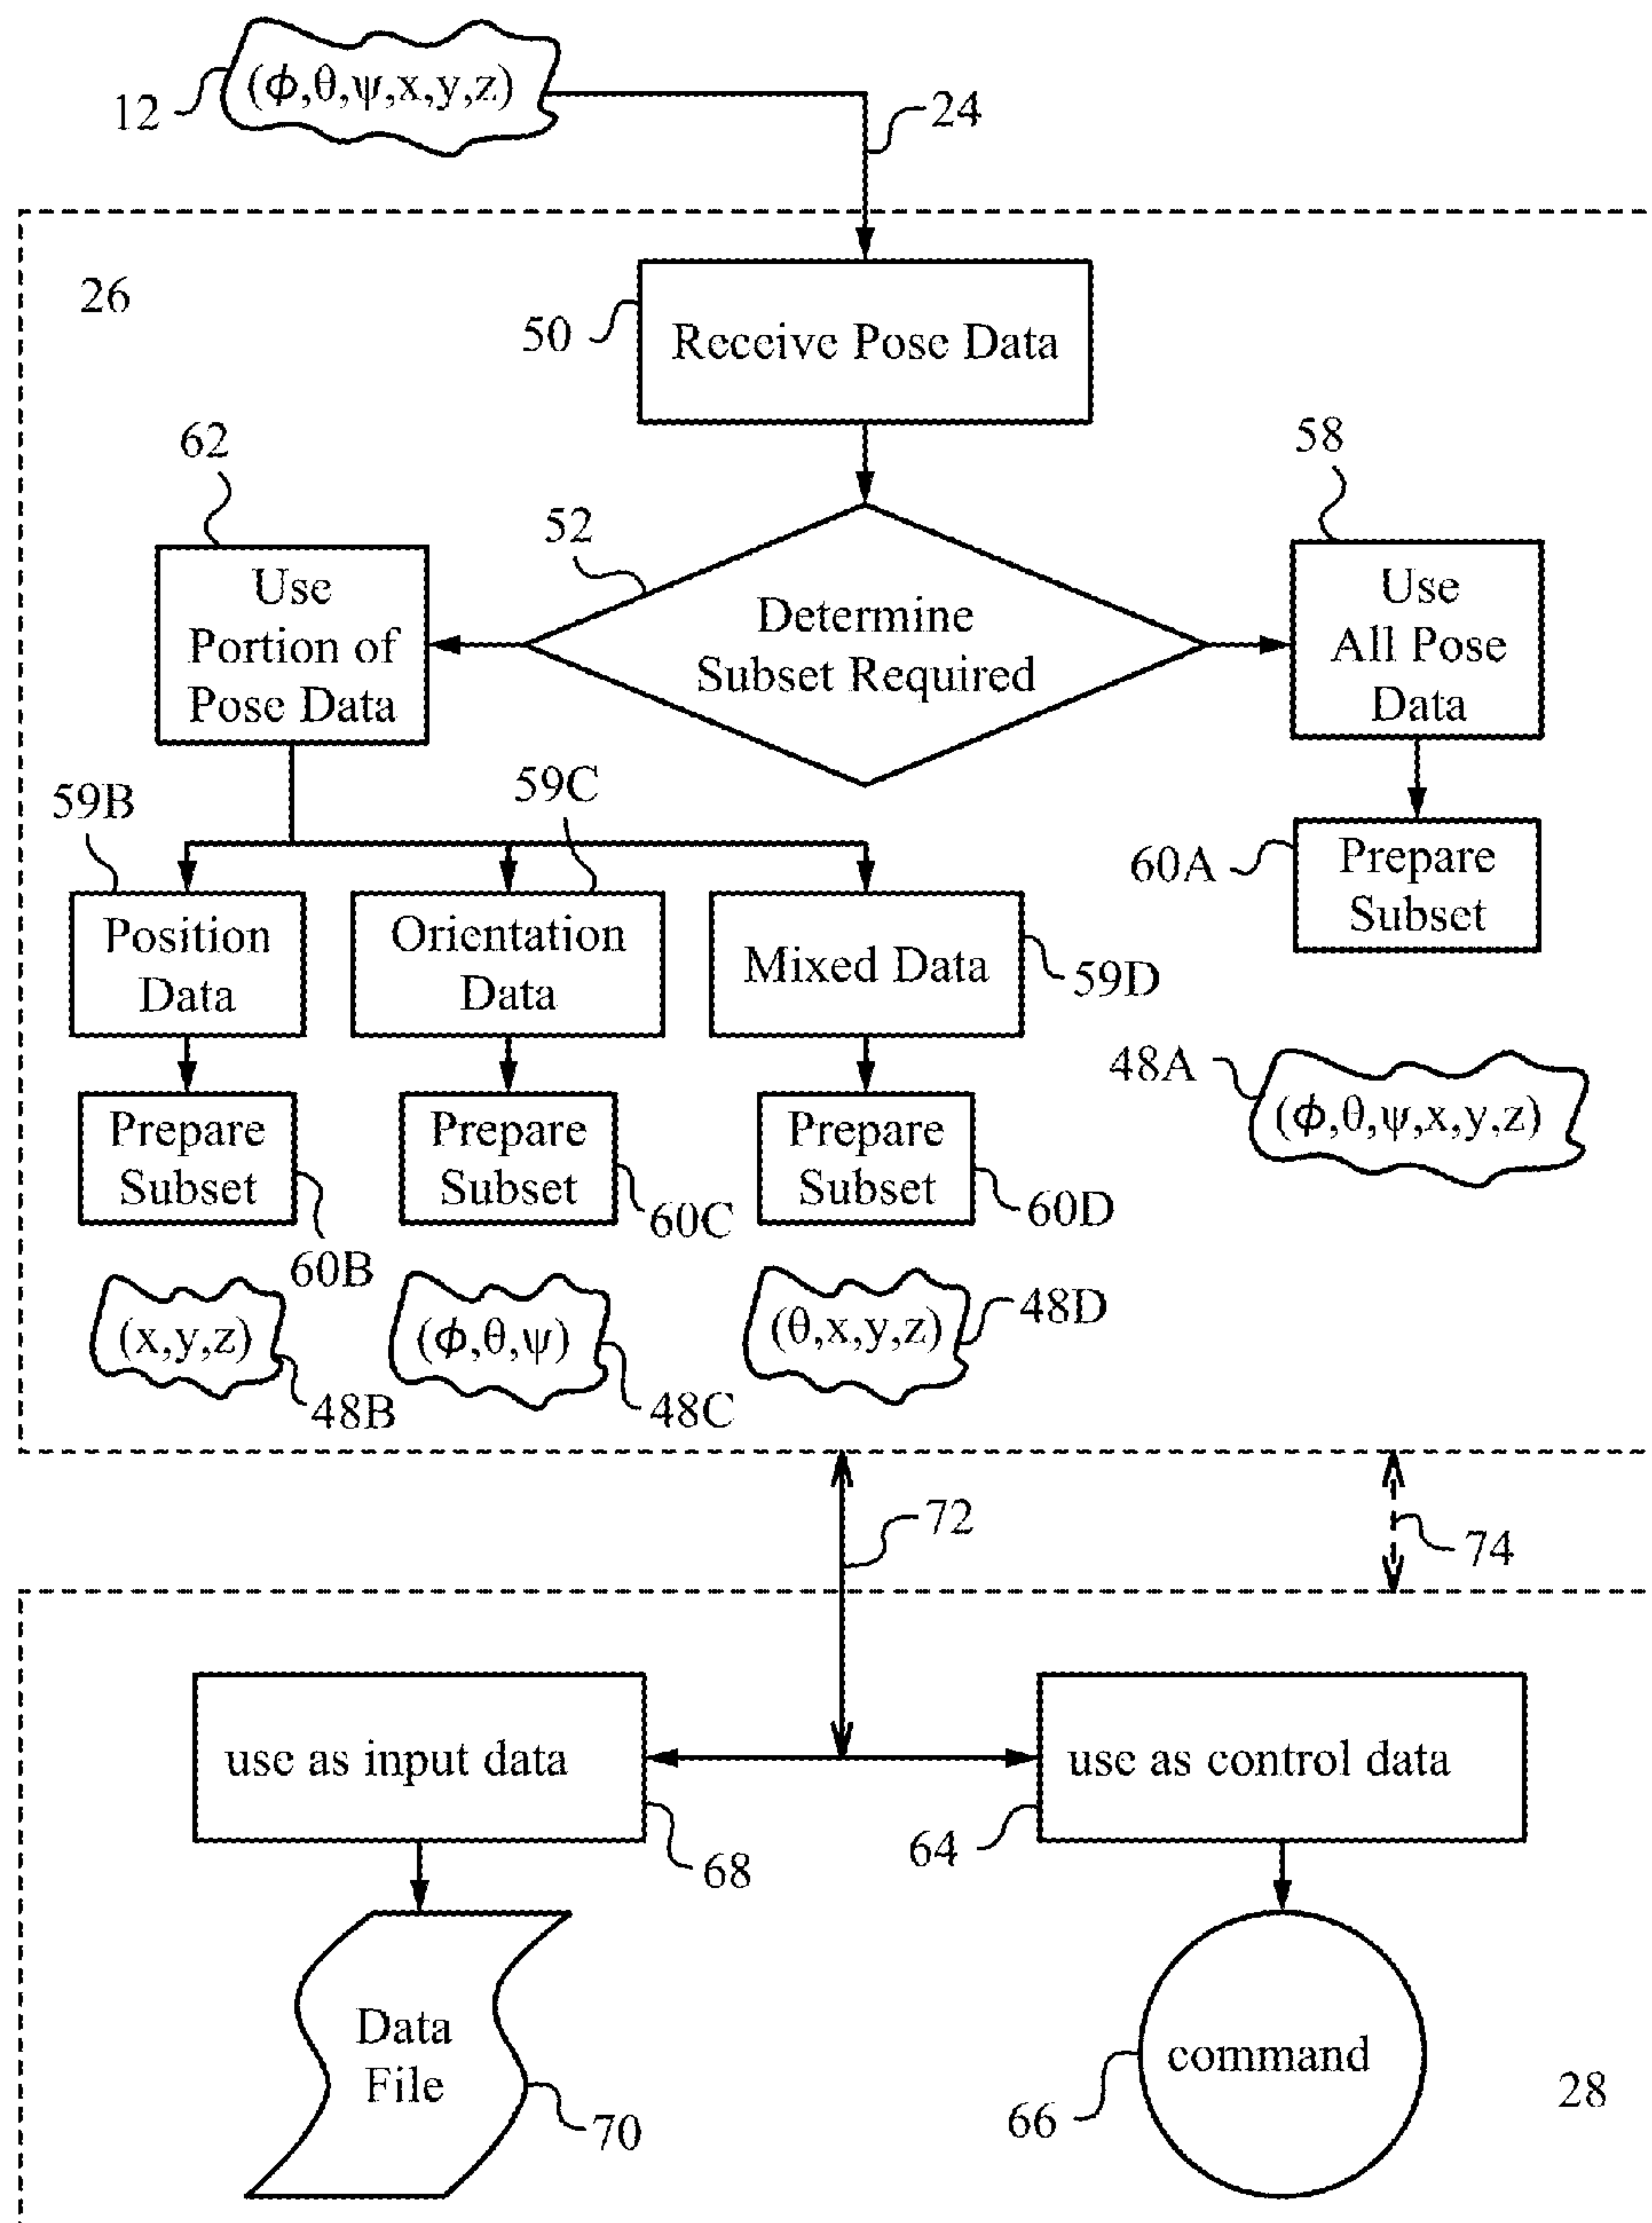 (ϕ,θ,ψ,x,y,z)
12
24
26
50
Receive Pose Data
62
58
52
Use
Portion of
Pose Data
Determine
Subset Required
Use
All Pose
Data
59B
59C
60A
Prepare
Subset
Position
Data
Orientation
Data
Mixed Data
59D
48A
(ϕ,θ,ψ,x,y,z)
Prepare
Subset
Prepare
Subset
Prepare
Subset
60B
60C
60D
(x,y,z)
(ϕ,θ,ψ)
(θ,x,y,z)
48D
48B
48C
72
74
use as input data
use as control data
68
64
Data
File
command
70
66
28